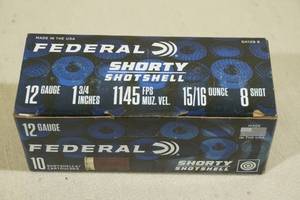 MADE IN THE USA
FEDERAL
SHORTY
SHOTSHELL
12 GAUGE
1 3/4 INCHES
1145 FPS MUZ. VEL.
15/16 OUNCE
8 SHOT
12 GAUGE
FEDERAL
10 SHOTSHELLS
SHORTY
SHOTSHELL